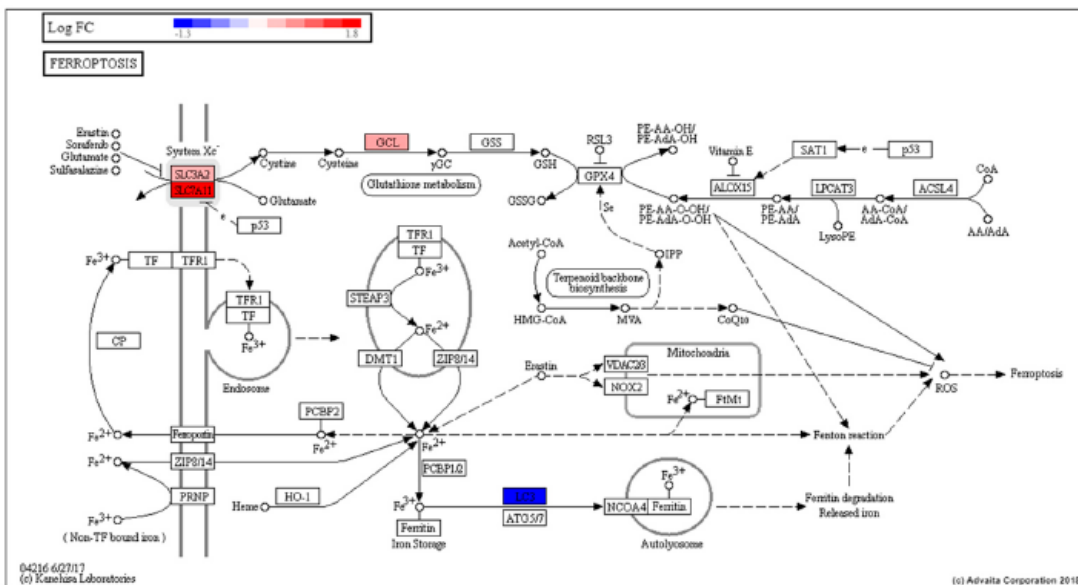 Log FC
-1.3 1.8
FERROPTOSIS
Erastin
Sorafenib
Glutamate
Sulfasalazine
System Xc-
SLC3A2
SLC7A11
Cystine
Glutamate
e
p53
Cysteine
GCL
γGC
GSS
GSH
GSSG
Glutathione metabolism
RSL3
GPX4
Se
PE-AA-OH/
PE-AdA-OH
PE-AA-O-OH/
PE-AdA-O-OH
Vitamin E
ALOX15
SAT1
e
p53
PE-AA/
PE-AdA
LPCAT3
LysoPE
AA-CoA/
AdA-CoA
ACSL4
CoA
AA/AdA
Fe3+
TF
TFR1
CP
TFR1
TF
Fe3+
Endosome
TFR1
TF
Fe3+
STEAP3
Fe2+
DMT1
ZIP8/14
Acetyl-CoA
Terpenoid backbone
biosynthesis
IPP
HMG-CoA
MVA
CoQ10
Erastin
Mitochondria
VDAC2/3
NOX2
Fe2+
FtMt
ROS
Ferroptosis
Fe2+
Ferroportin
PCBP2
Fe2+
Fe2+
Fenton reaction
Fe2+
ZIP8/14
PRNP
Fe3+
( Non-TF bound iron )
Heme
HO-1
PCBP1/2
Fe3+
Ferritin
Iron Storage
LC3
ATG5/7
Fe3+
NCOA4
Ferritin
Autolyosome
Ferritin degradation
Released iron
04216 6/27/17
(c) Kanehisa Laboratories
(c) Advaita Corporation 2018